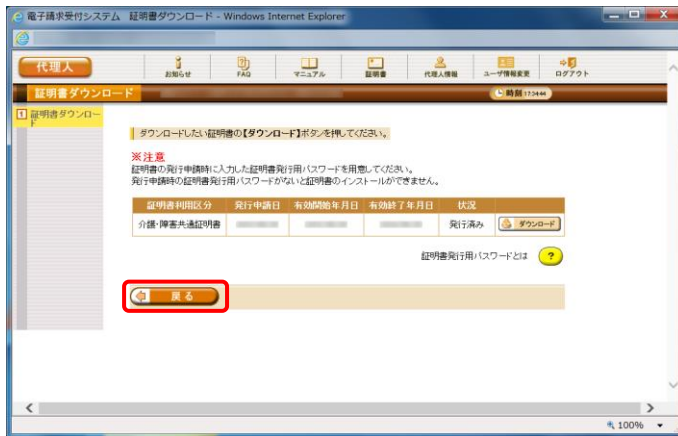 電子請求受付システム 証明書ダウンロード - Windows Internet Explorer
代理人
お知らせ FAQ マニュアル 証明書 代理人情報 ユーザ情報変更 ログアウト
証明書ダウンロード
時刻 17:34:44
1 証明書ダウンロー
ド
ダウンロードしたい証明書の【ダウンロード】ボタンを押してください。
※注意
証明書の発行申請時に入力した証明書発行用パスワードを用意してください。
発行申請時の証明書発行用パスワードがないと証明書のインストールができません。
証明書利用区分 発行申請日 有効開始年月日 有効終了年月日 状況
介護・障害共通証明書 発行済み ダウンロード
証明書発行用パスワードとは ?
戻る
100%